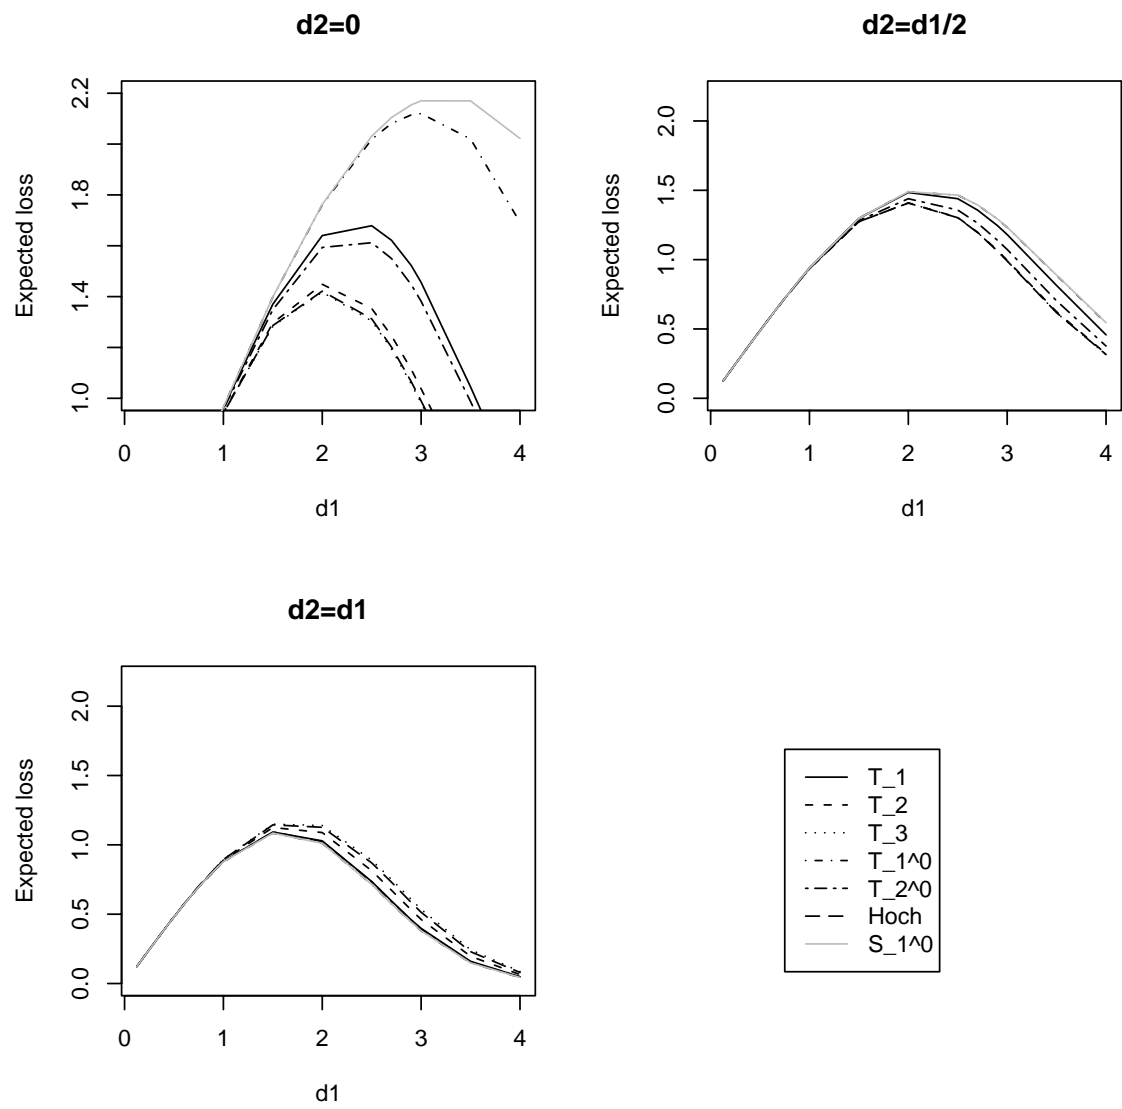 d2=0
Expected loss
2.2
1.8
1.4
1.0
0 1 2 3 4
d1
d2=d1/2
Expected loss
2.0
1.5
1.0
0.5
0.0
0 1 2 3 4
d1
d2=d1
Expected loss
2.0
1.5
1.0
0.5
0.0
0 1 2 3 4
d1
T_1
T_2
T_3
T_1^0
T_2^0
Hoch
S_1^0